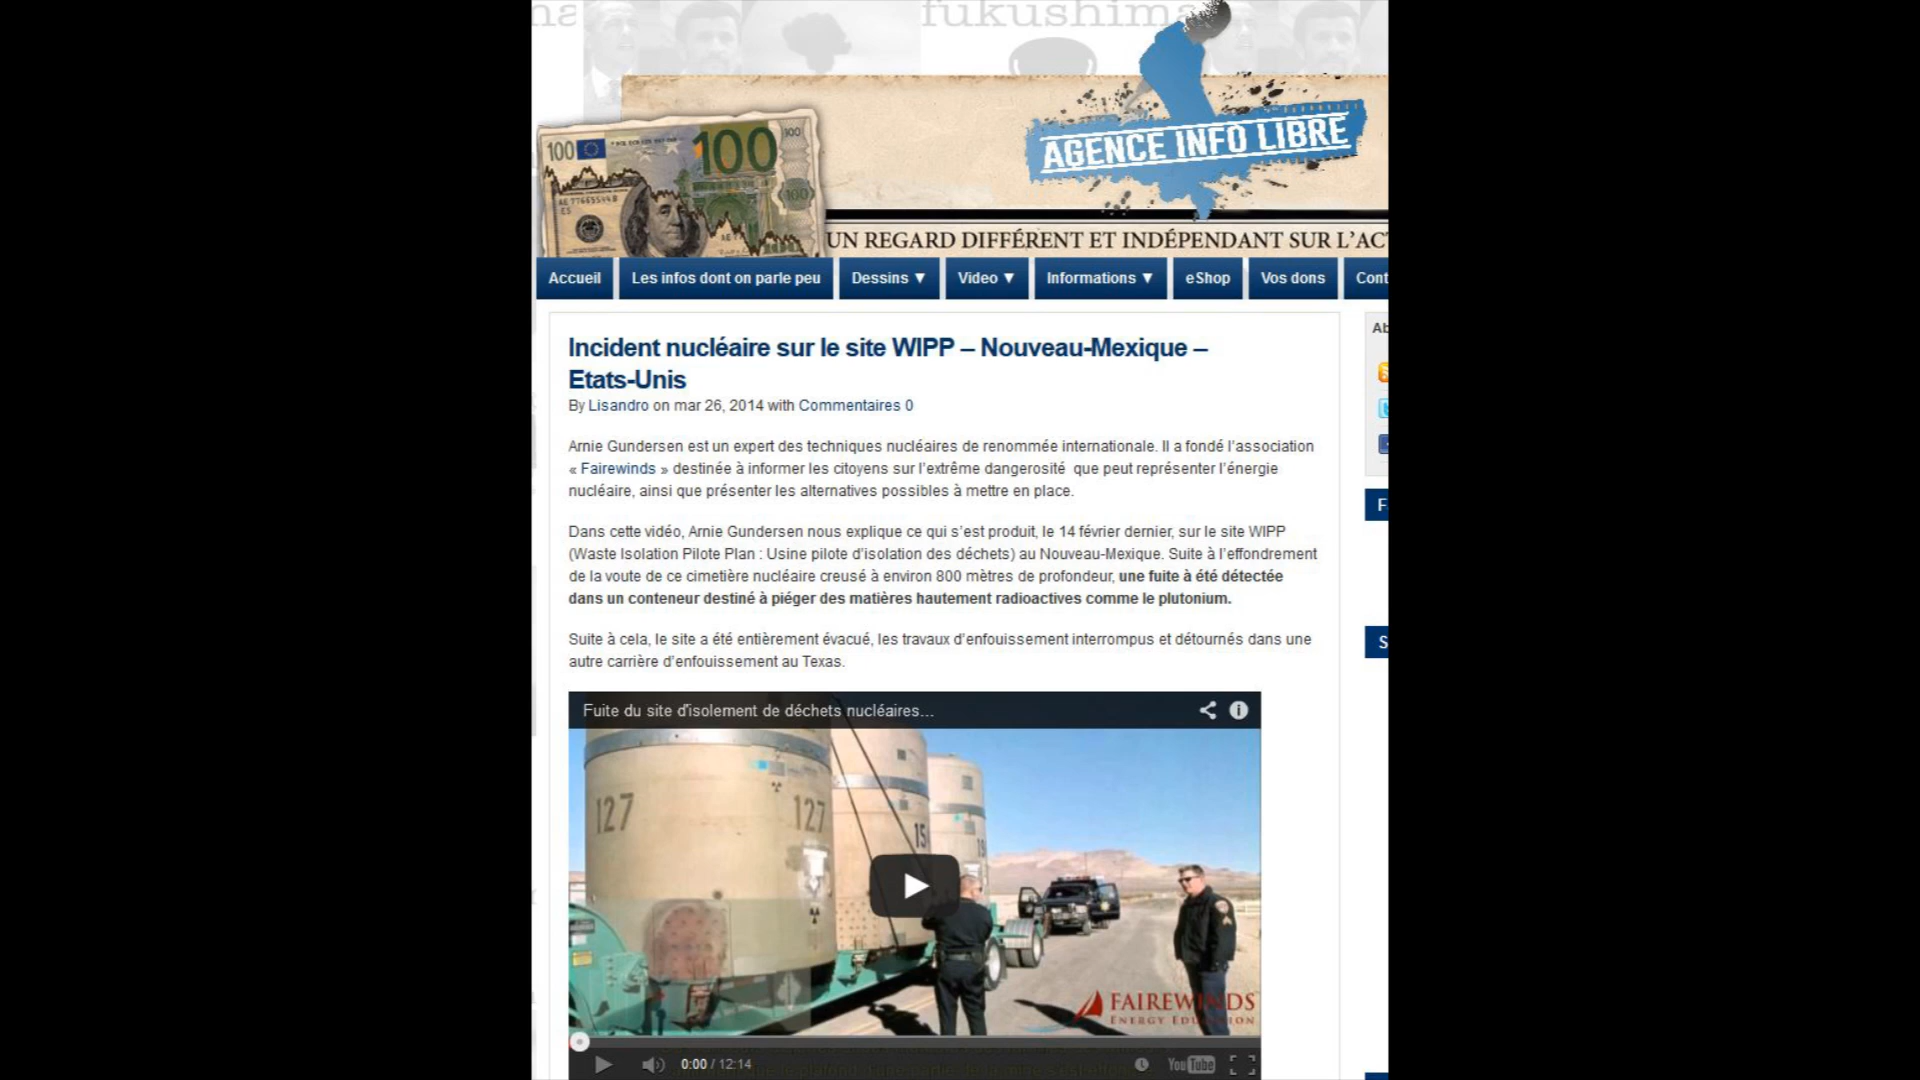 fukushima
100
100
100
100
AGENCE INFO LIBRE
UN REGARD DIFFÉRENT ET INDÉPENDANT SUR L'AC
Accueil Les infos dont on parle peu Dessins ▼ Video ▼ Informations ▼ eShop Vos dons Cont
Incident nucléaire sur le site WIPP – Nouveau-Mexique –
Etats-Unis
By Lisandro on mar 26, 2014 with Commentaires 0
Arnie Gundersen est un expert des techniques nucléaires de renommée internationale. Il a fondé l'association
« Fairewinds » destinée à informer les citoyens sur l'extrême dangerosité que peut représenter l'énergie
nucléaire, ainsi que présenter les alternatives possibles à mettre en place.
Dans cette vidéo, Arnie Gundersen nous explique ce qui s'est produit, le 14 février dernier, sur le site WIPP
(Waste Isolation Pilote Plan : Usine pilote d'isolation des déchets) au Nouveau-Mexique. Suite à l'effondrement
de la voute de ce cimetière nucléaire creusé à environ 800 mètres de profondeur, une fuite à été détectée
dans un conteneur destiné à piéger des matières hautement radioactives comme le plutonium.
Suite à cela, le site a été entièrement évacué, les travaux d'enfouissement interrompus et détournés dans une
autre carrière d'enfouissement au Texas.
Fuite du site d'isolement de déchets nucléaires...
127 127
FAIREWINDS
ENERGY EDUCATION
0:00 / 12:14 YouTube